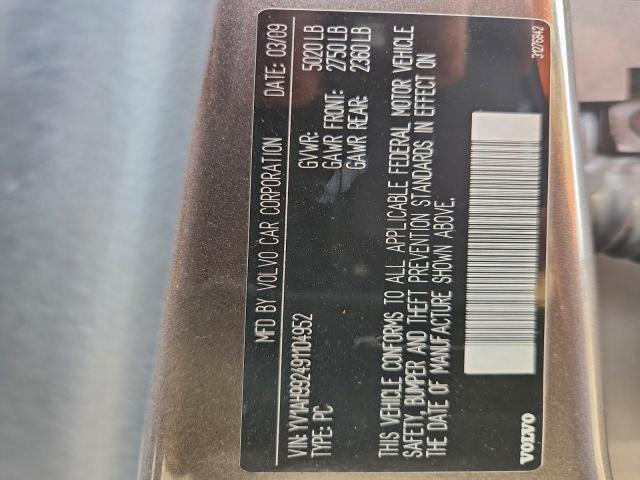 MFD BY VOLVO CAR CORPORATION DATE: 03/09
VIN: YV1AH992491104952
TYPE: PC
GVWR: 5020 LB
GAWR FRONT: 2750 LB
GAWR REAR: 2360 LB
THIS VEHICLE CONFORMS TO ALL APPLICABLE FEDERAL MOTOR VEHICLE
SAFETY, BUMPER AND THEFT PREVENTION STANDARDS IN EFFECT ON
THE DATE OF MANUFACTURE SHOWN ABOVE.
VOLVO
31276842